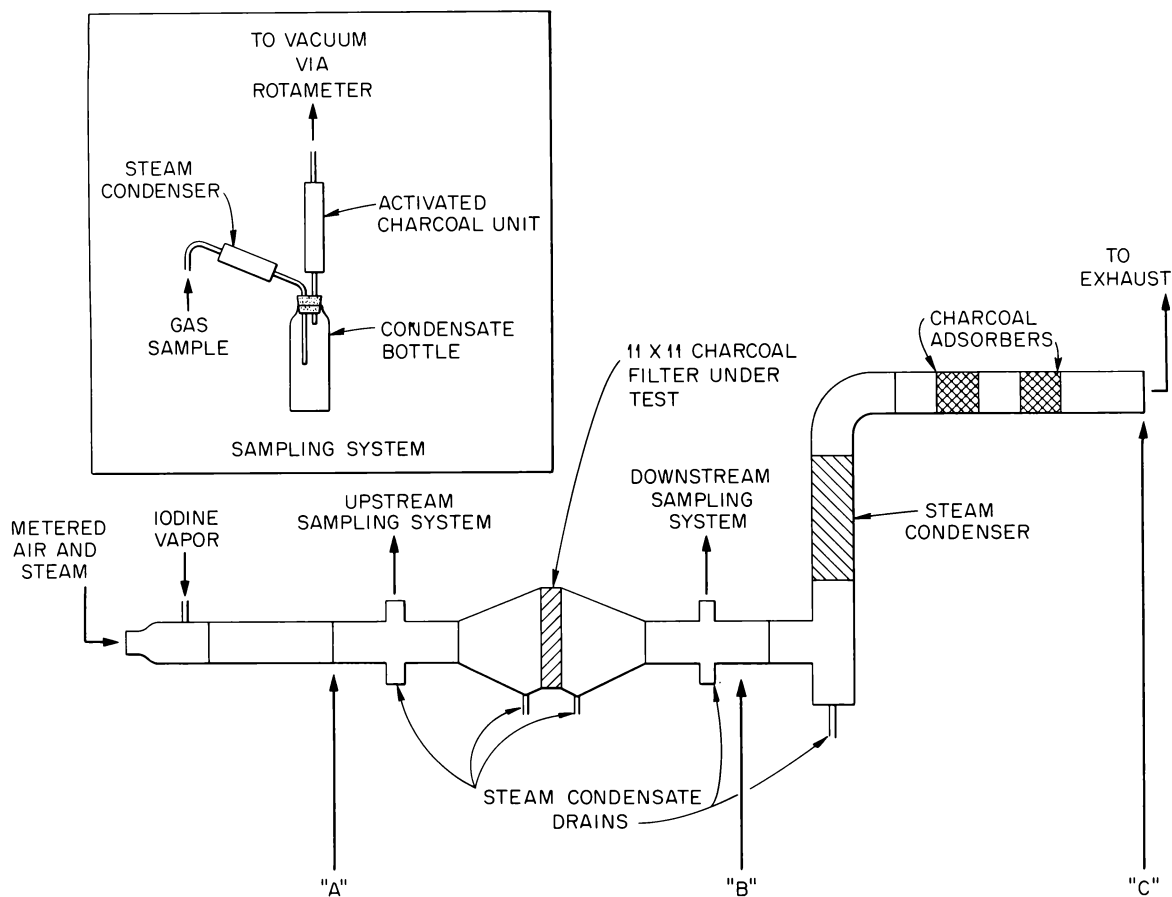 TO VACUUM
VIA
ROTAMETER
STEAM
CONDENSER
ACTIVATED
CHARCOAL UNIT
GAS
SAMPLE
CONDENSATE
BOTTLE
SAMPLING SYSTEM
TO
EXHAUST
CHARCOAL
ADSORBERS
11 X 11 CHARCOAL
FILTER UNDER
TEST
METERED
AIR AND
STEAM
IODINE
VAPOR
UPSTREAM
SAMPLING SYSTEM
DOWNSTREAM
SAMPLING
SYSTEM
STEAM
CONDENSER
STEAM CONDENSATE
DRAINS
"A"
"B"
"C"